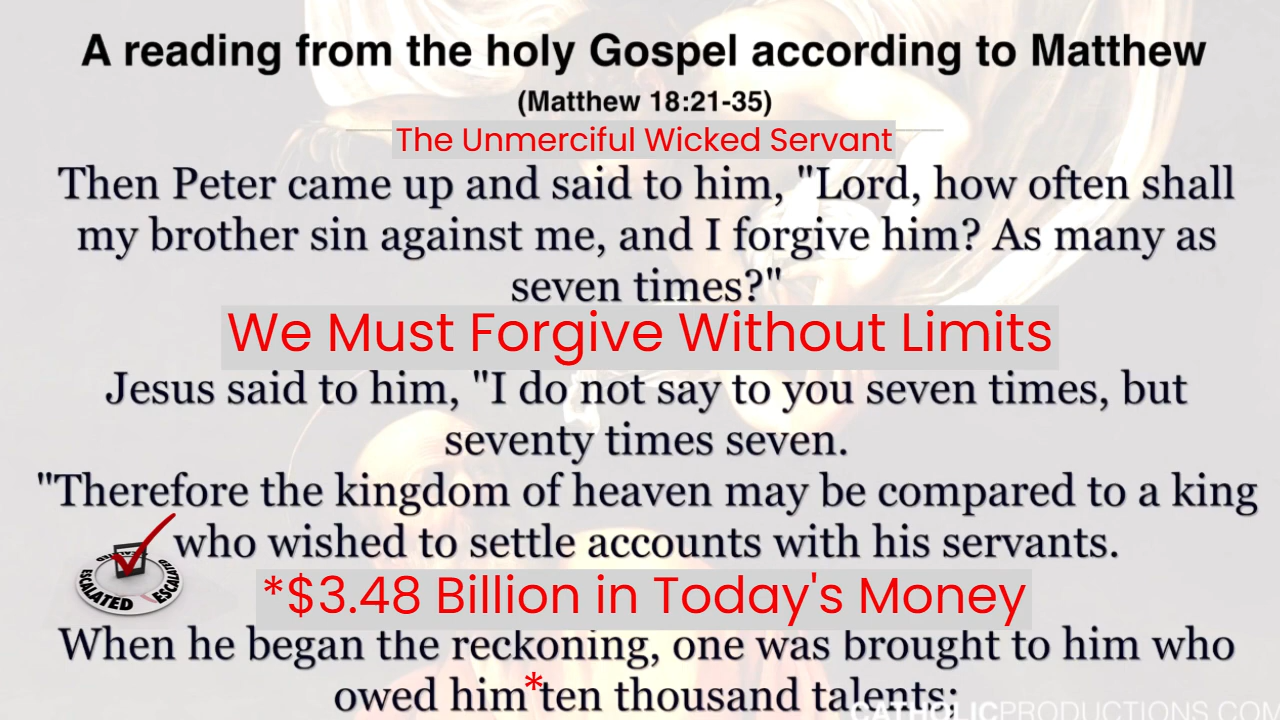 A reading from the holy Gospel according to Matthew
(Matthew 18:21-35)
The Unmerciful Wicked Servant
Then Peter came up and said to him, "Lord, how often shall
my brother sin against me, and I forgive him? As many as
seven times?"
We Must Forgive Without Limits
Jesus said to him, "I do not say to you seven times, but
seventy times seven.
"Therefore the kingdom of heaven may be compared to a king
who wished to settle accounts with his servants.
ESCALATED ESCALATED
*$3.48 Billion in Today's Money
When he began the reckoning, one was brought to him who
owed him*ten thousand talents;
CATHOLICPRODUCTIONS.COM